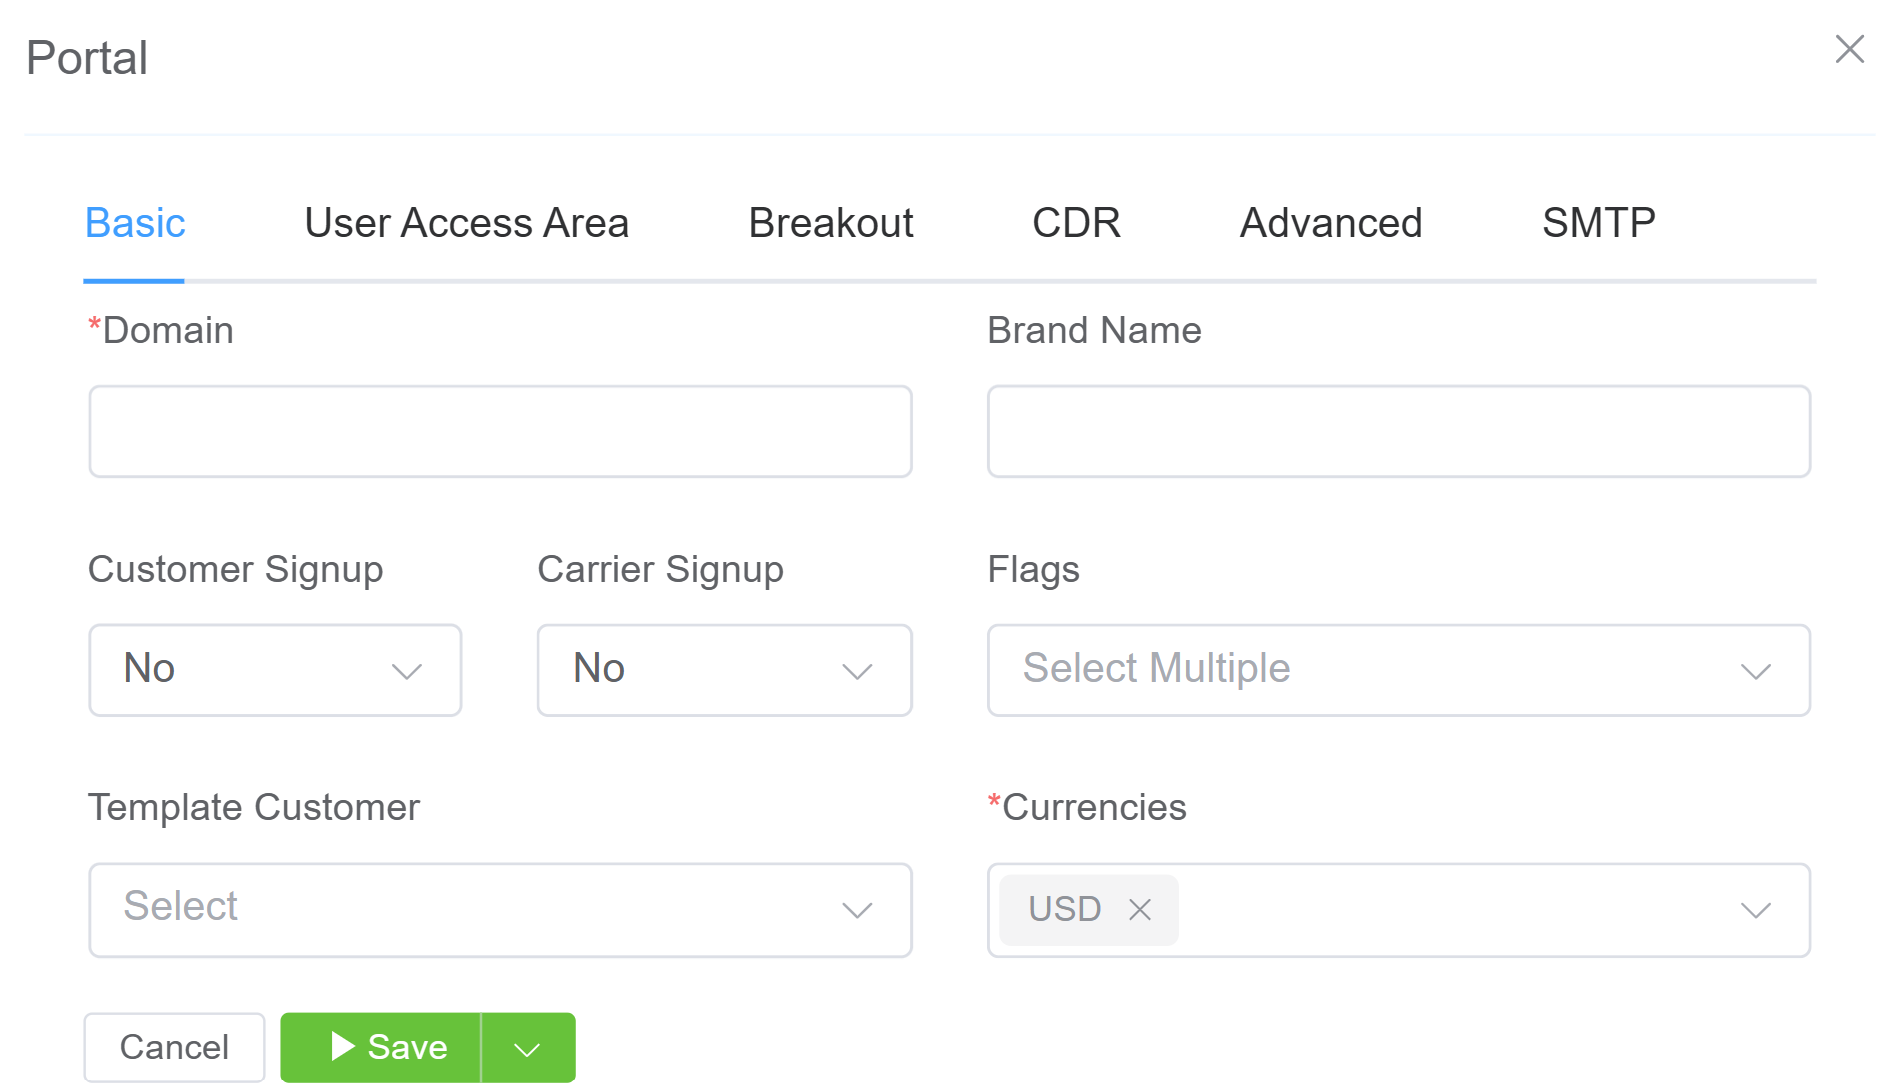 Portal
Basic User Access Area Breakout CDR Advanced SMTP
*Domain Brand Name
Customer Signup Carrier Signup Flags
No No Select Multiple
Template Customer *Currencies
Select USD
Cancel Save